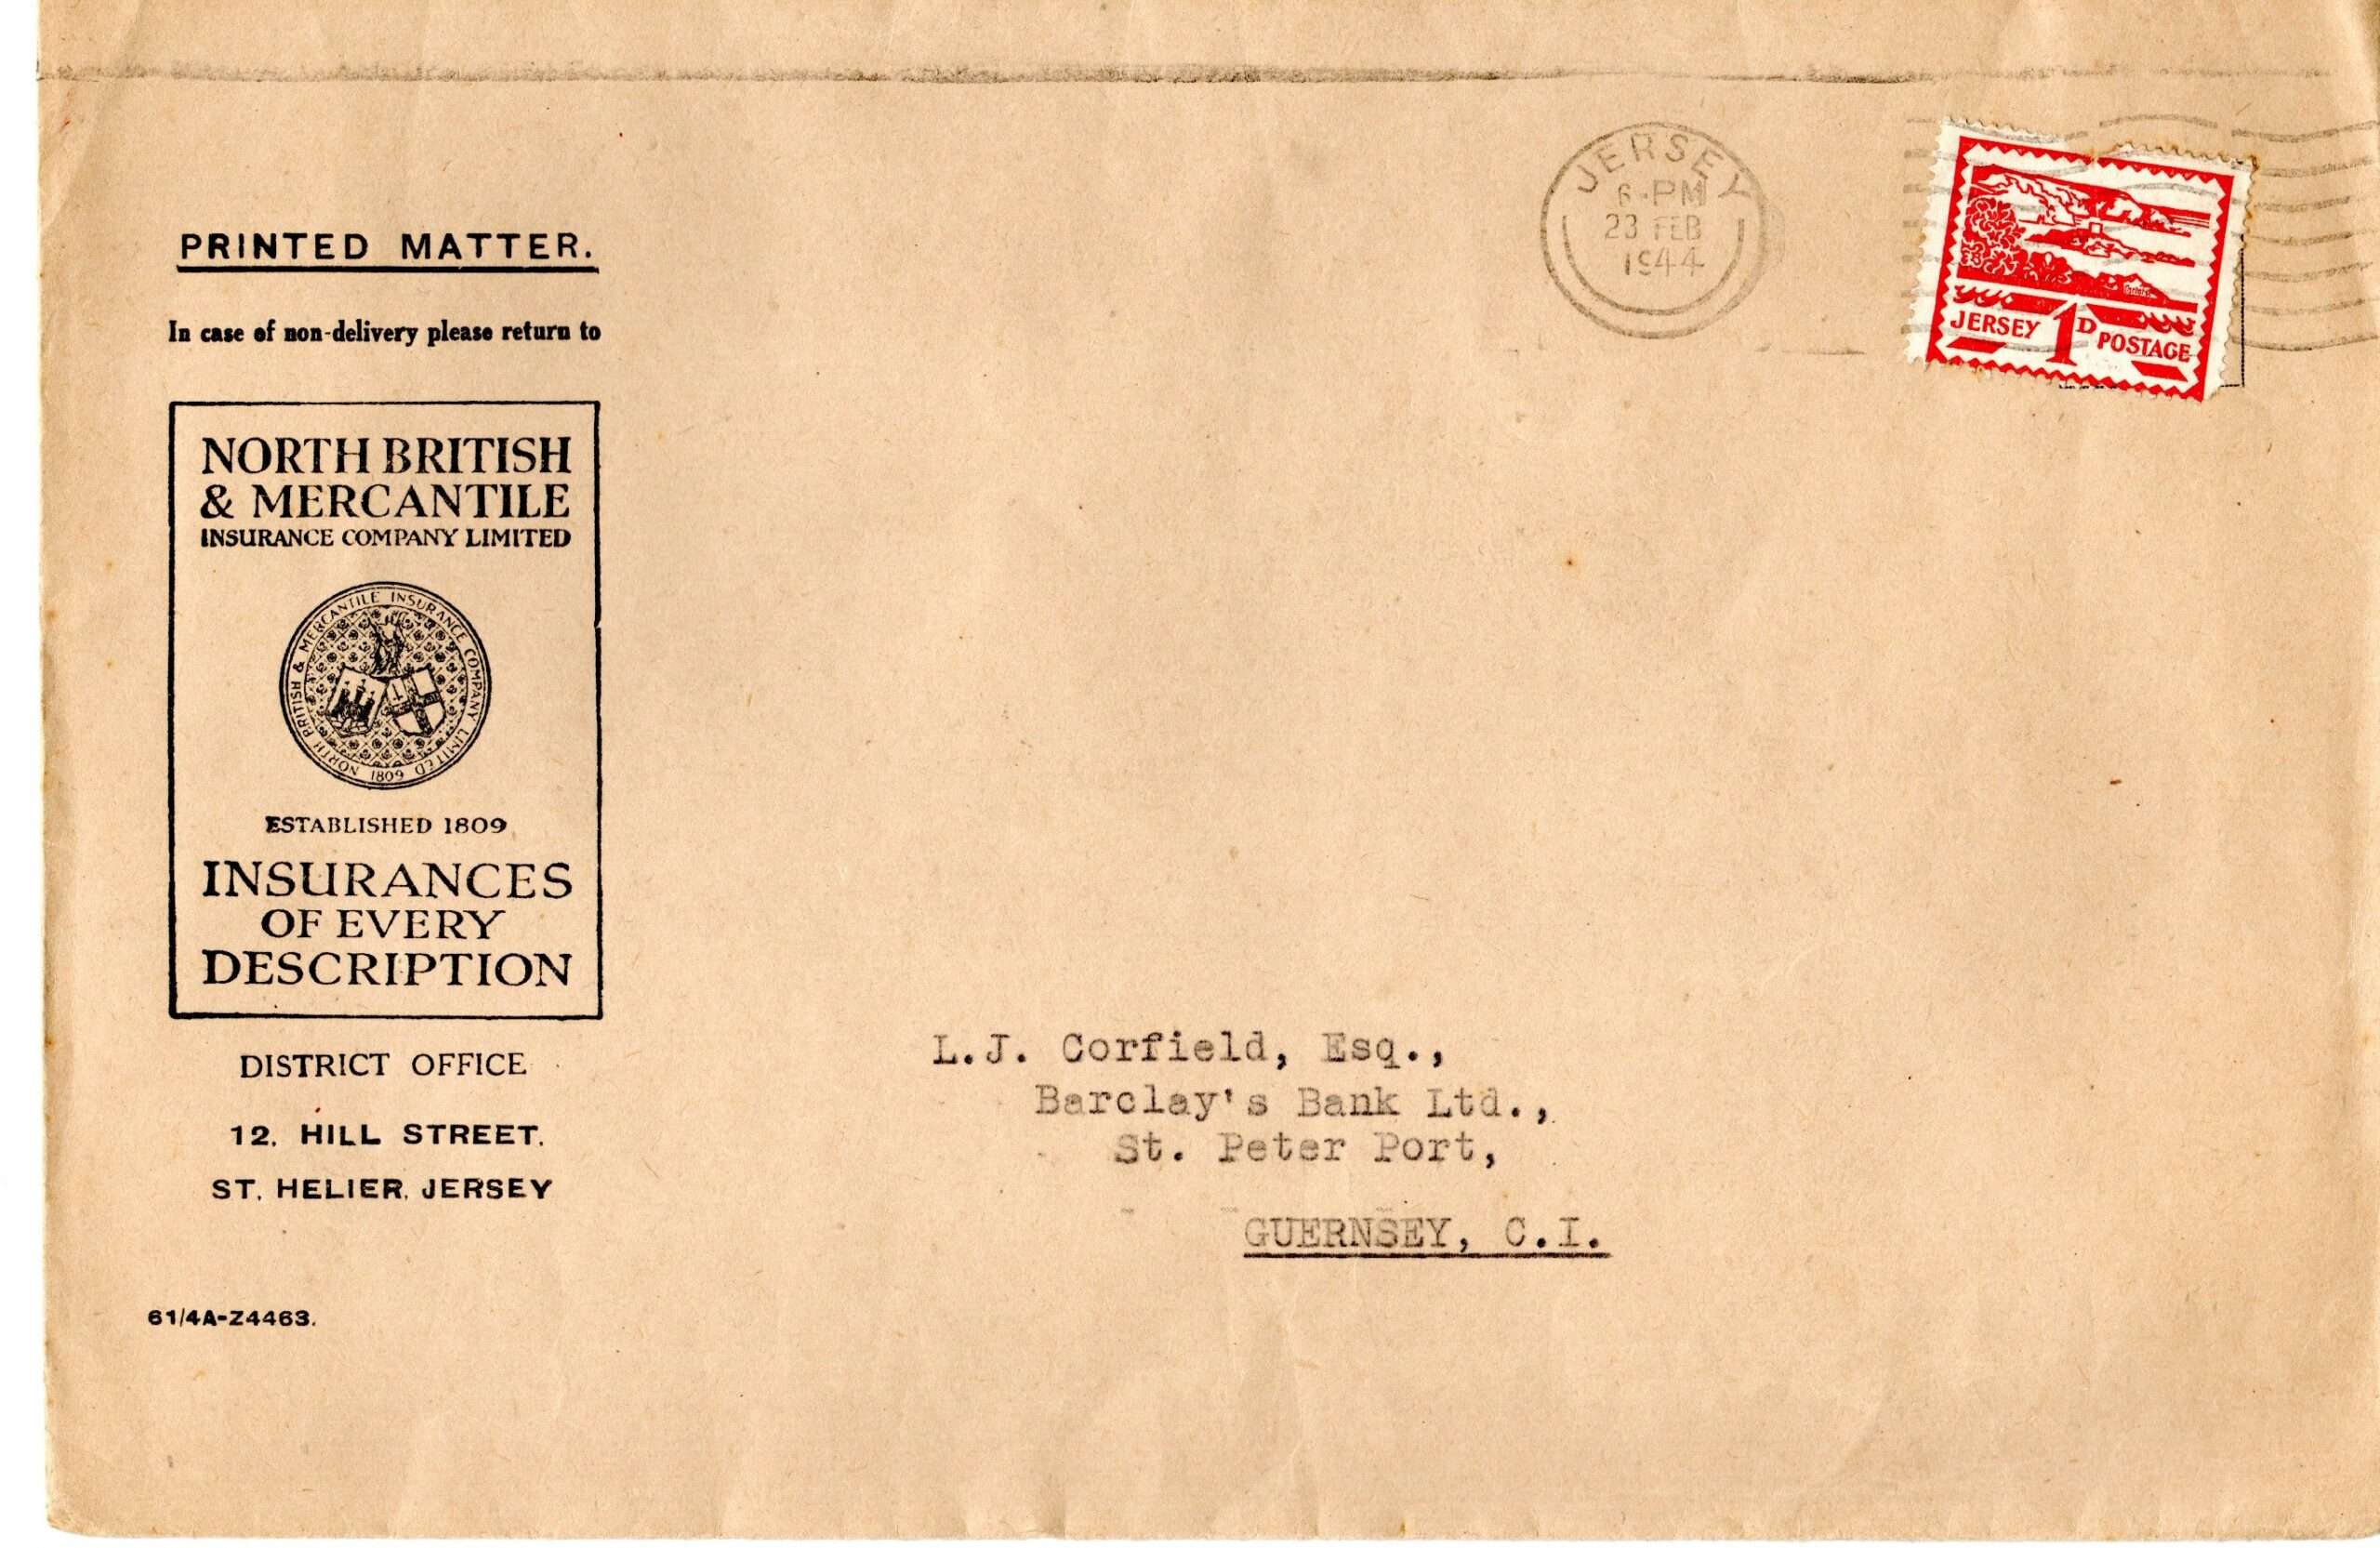 PRINTED MATTER.
In case of non-delivery please return to
NORTH BRITISH
& MERCANTILE
INSURANCE COMPANY LIMITED
NORTH BRITISH & MERCANTILE INSURANCE COMPANY LIMITED
1809
ESTABLISHED 1809
INSURANCES
OF EVERY
DESCRIPTION
DISTRICT OFFICE
12, HILL STREET,
ST. HELIER, JERSEY
61/4A-Z4463.
JERSEY
6-PM
23 FEB
1944
JERSEY 1D POSTAGE
L.J. Corfield, Esq.,
Barclay's Bank Ltd.,
St. Peter Port,
GUERNSEY, C.I.